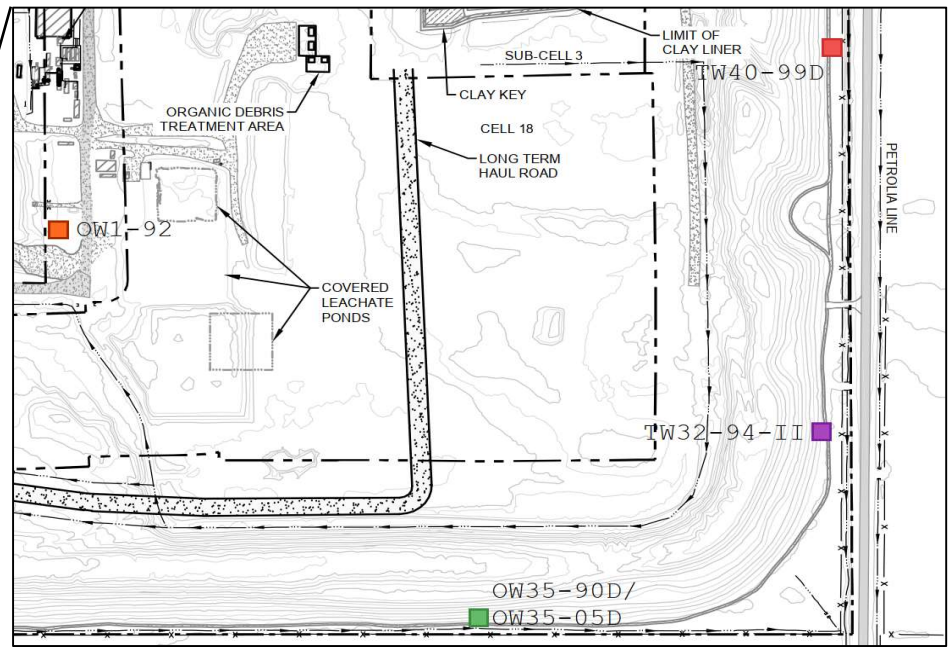 LIMIT OF
CLAY LINER
SUB-CELL 3
TW40-99D
CLAY KEY
ORGANIC DEBRIS
TREATMENT AREA
CELL 18
LONG TERM
HAUL ROAD
PETROLIA LINE
OW1-92
COVERED
LEACHATE
PONDS
TW32-94-II
OW35-90D/
OW35-05D